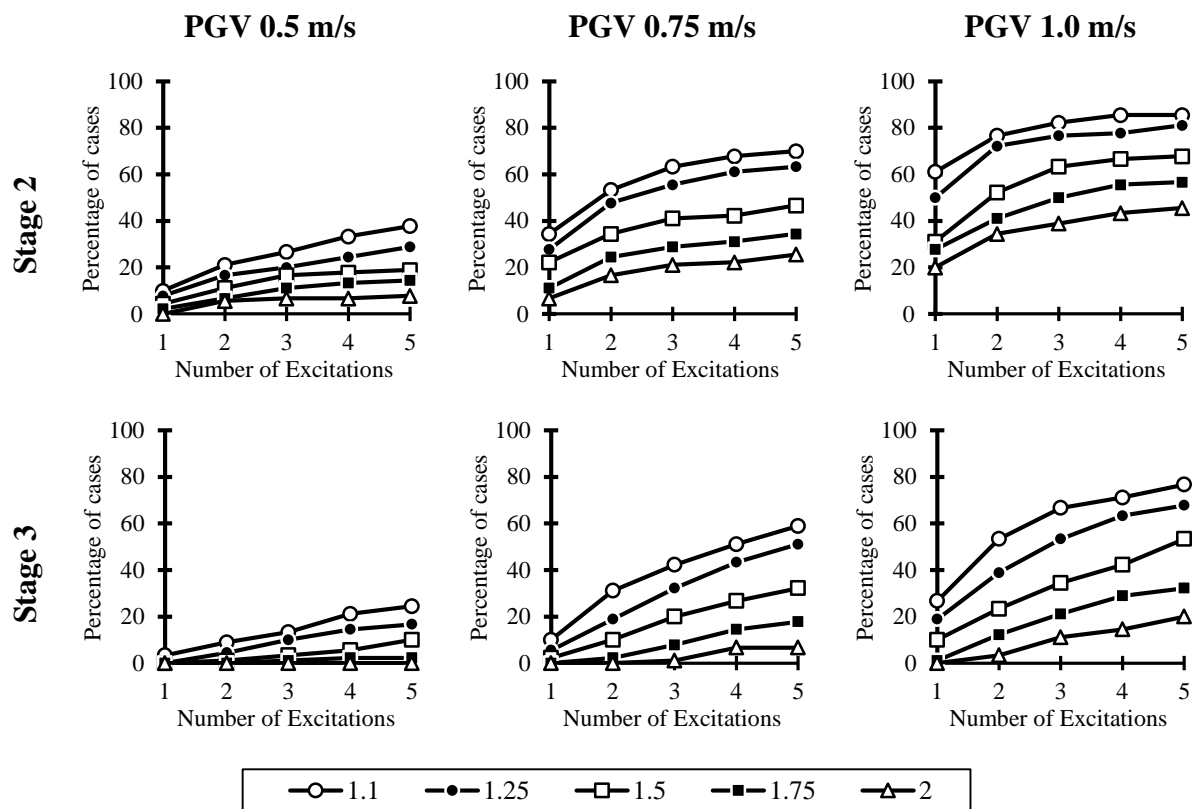 PGV 0.5 m/s PGV 0.75 m/s PGV 1.0 m/s
Stage 2
Percentage of cases
100
80
60
40
20
0
1 2 3 4 5
Number of Excitations
Percentage of cases
100
80
60
40
20
0
1 2 3 4 5
Number of Excitations
Percentage of cases
100
80
60
40
20
0
1 2 3 4 5
Number of Excitations
Stage 3
Percentage of cases
100
80
60
40
20
0
1 2 3 4 5
Number of Excitations
Percentage of cases
100
80
60
40
20
0
1 2 3 4 5
Number of Excitations
Percentage of cases
100
80
60
40
20
0
1 2 3 4 5
Number of Excitations
1.1 1.25 1.5 1.75 2